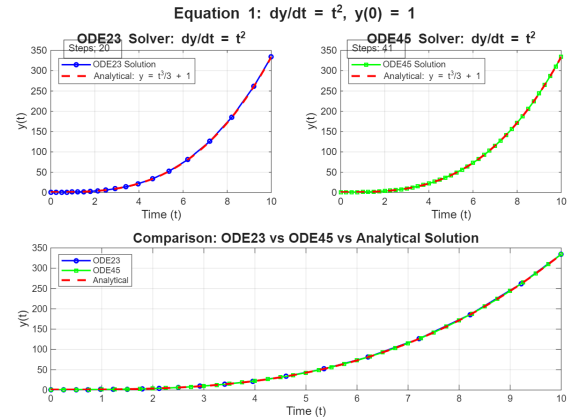 Equation 1: dy/dt = t², y(0) = 1
ODE23 Solver: dy/dt = t²
Steps: 20
ODE23 Solution
Analytical: y = t³/3 + 1
y(t)
350
300
250
200
150
100
50
0
0 2 4 6 8 10
Time (t)
ODE45 Solver: dy/dt = t²
Steps: 41
ODE45 Solution
Analytical: y = t³/3 + 1
y(t)
350
300
250
200
150
100
50
0
0 2 4 6 8 10
Time (t)
Comparison: ODE23 vs ODE45 vs Analytical Solution
ODE23
ODE45
Analytical
y(t)
350
300
250
200
150
100
50
0
0 1 2 3 4 5 6 7 8 9 10
Time (t)